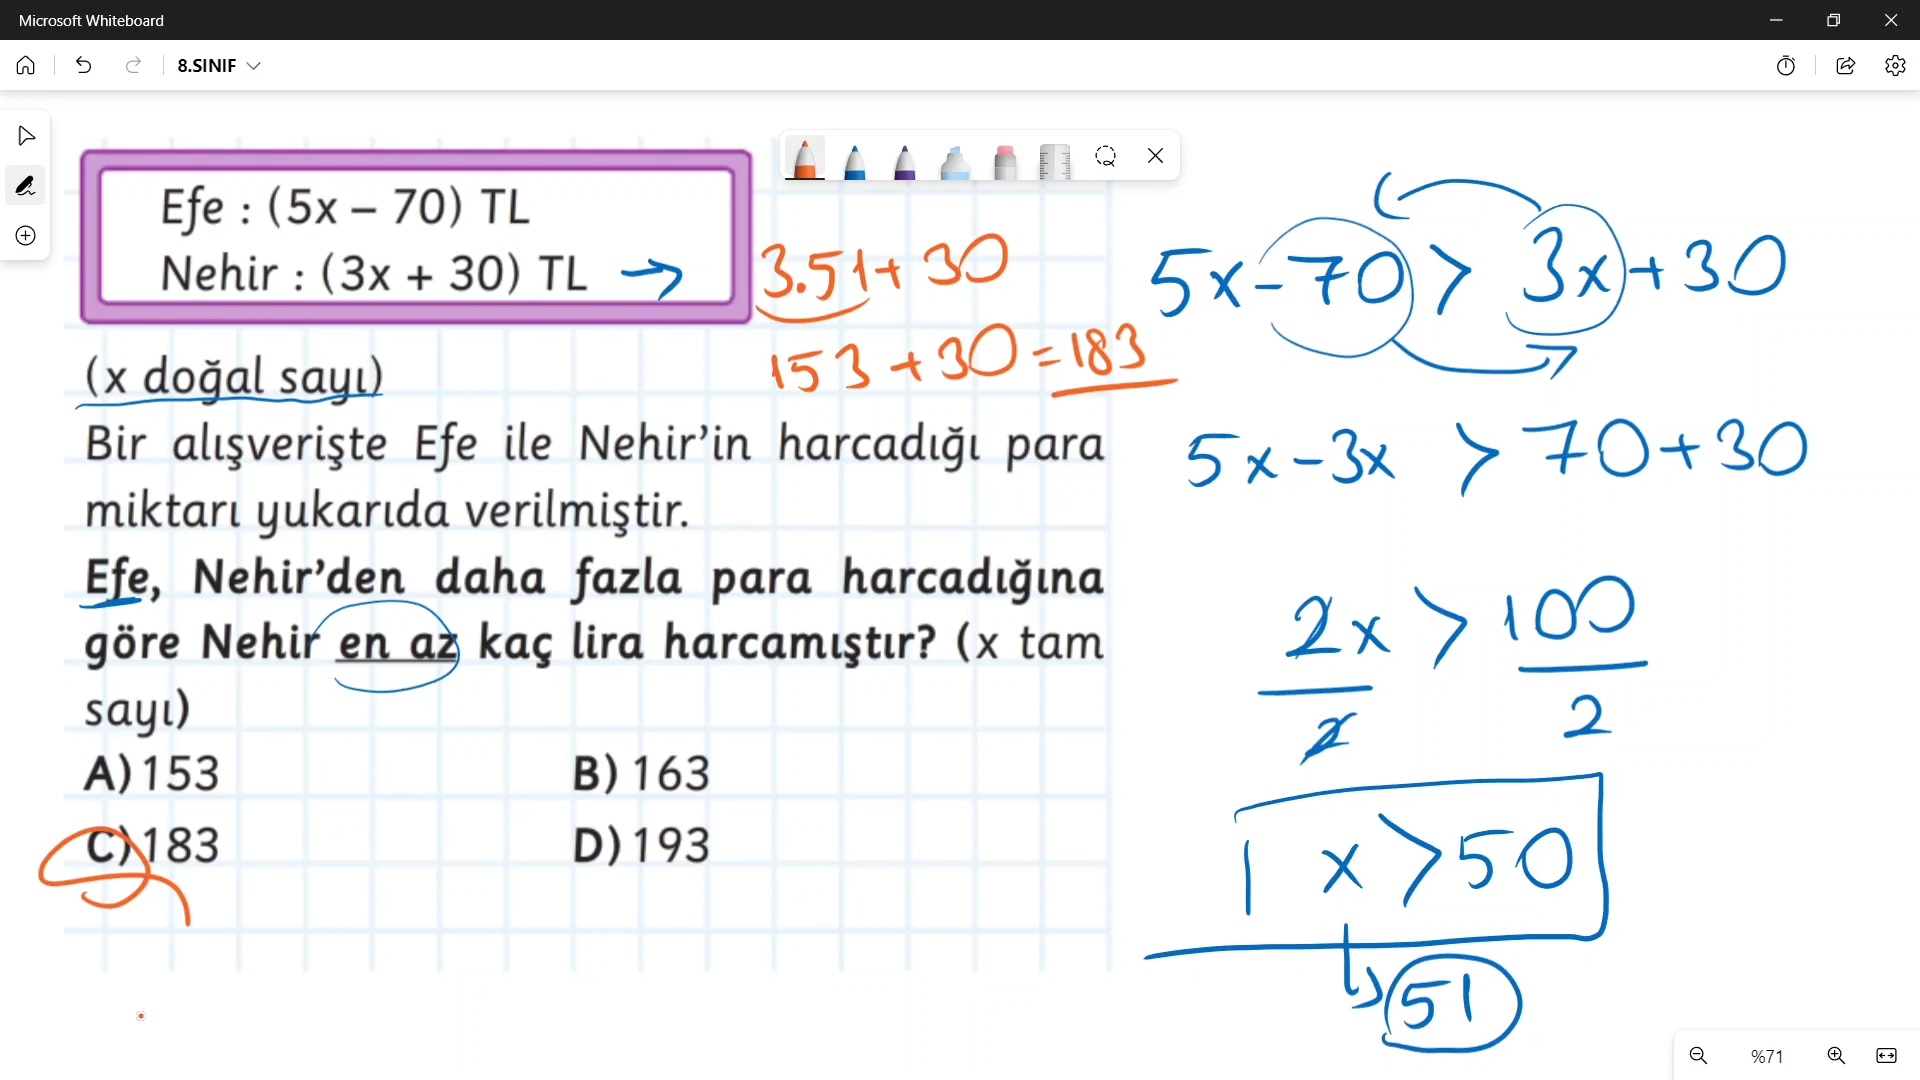 Microsoft Whiteboard
8.SINIF
Efe : (5x – 70) TL
Nehir : (3x + 30) TL
(x doğal sayı)
Bir alışverişte Efe ile Nehir’in harcadığı para
miktarı yukarıda verilmiştir.
Efe, Nehir’den daha fazla para harcadığına
göre Nehir en az kaç lira harcamıştır? (x tam
sayı)
A) 153
B) 163
C) 183
D) 193
3.51 + 30
153 + 30 = 183
5x - 70 > 3x + 30
5x - 3x > 70 + 30
2x > 100
2 2
x > 50
51
%71